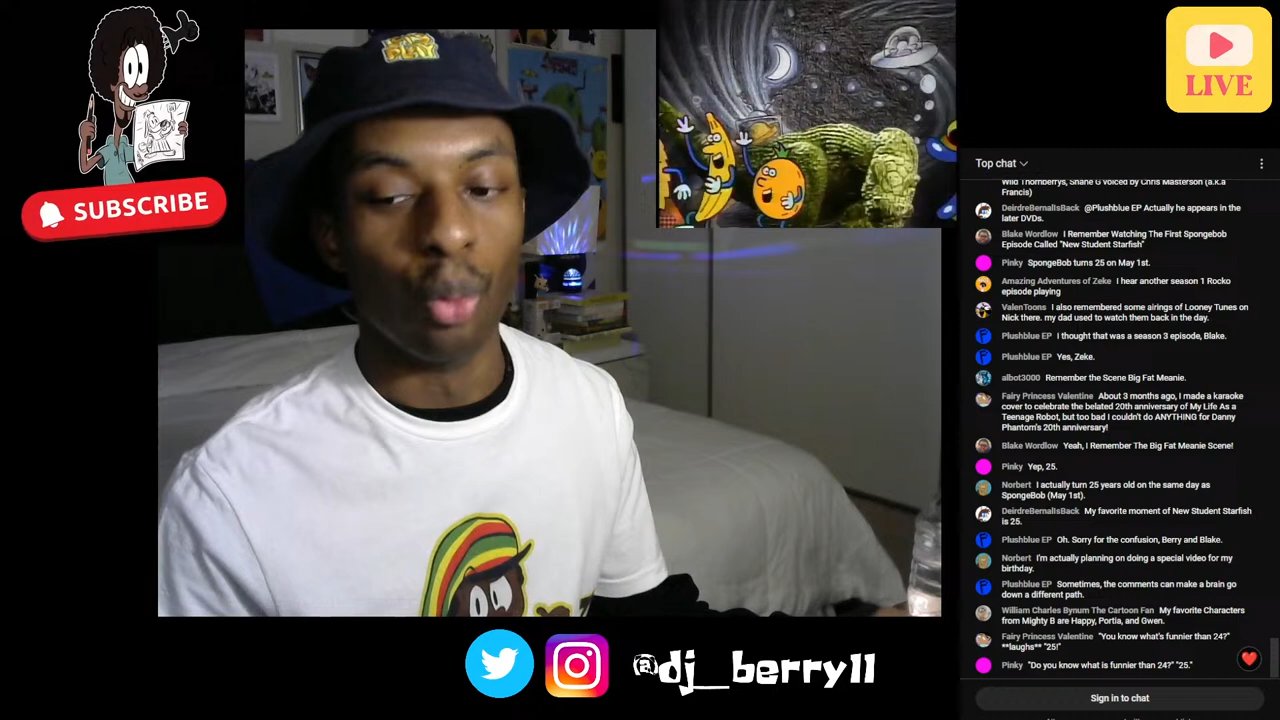 LET'S PLAY
SUBSCRIBE
LIVE
Top chat
Wild Thornberrys, Shane G voiced by Chris Masterson (a.k.a
Francis)
DeirdreBernalIsBack @Plushblue EP Actually he appears in the
later DVDs.
Blake Wordlow I Remember Watching The First Spongebob
Episode Called "New Student Starfish"
Pinky SpongeBob turns 25 on May 1st.
Amazing Adventures of Zeke I hear another season 1 Rocko
episode playing
ValenToons I also remembered some airings of Looney Tunes on
Nick there. my dad used to watch them back in the day.
Plushblue EP I thought that was a season 3 episode, Blake.
Plushblue EP Yes, Zeke.
albot3000 Remember the Scene Big Fat Meanie.
Fairy Princess Valentine About 3 months ago, I made a karaoke
cover to celebrate the belated 20th anniversary of My Life As a
Teenage Robot, but too bad I couldn't do ANYTHING for Danny
Phantom's 20th anniversary!
Blake Wordlow Yeah, I Remember The Big Fat Meanie Scene!
Pinky Yep, 25.
Norbert I actually turn 25 years old on the same day as
SpongeBob (May 1st).
DeirdreBernalIsBack My favorite moment of New Student Starfish
is 25.
Plushblue EP Oh. Sorry for the confusion, Berry and Blake.
Norbert I'm actually planning on doing a special video for my
birthday.
Plushblue EP Sometimes, the comments can make a brain go
down a different path.
William Charles Bynum The Cartoon Fan My favorite Characters
from Mighty B are Happy, Portia, and Gwen.
Fairy Princess Valentine "You know what's funnier than 24?"
**laughs** "25!"
Pinky "Do you know what is funnier than 24?" "25."
Sign in to chat
@dj_berry11